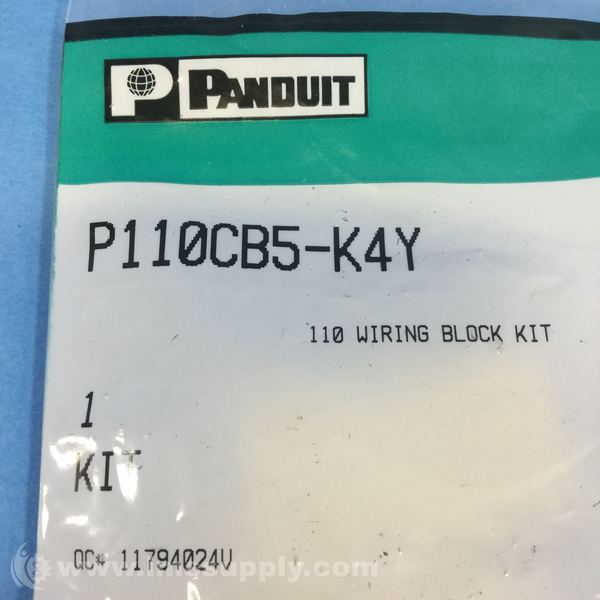 P PANDUIT
P110CB5-K4Y
110 WIRING BLOCK KIT
1
KIT
QC# 11794024V